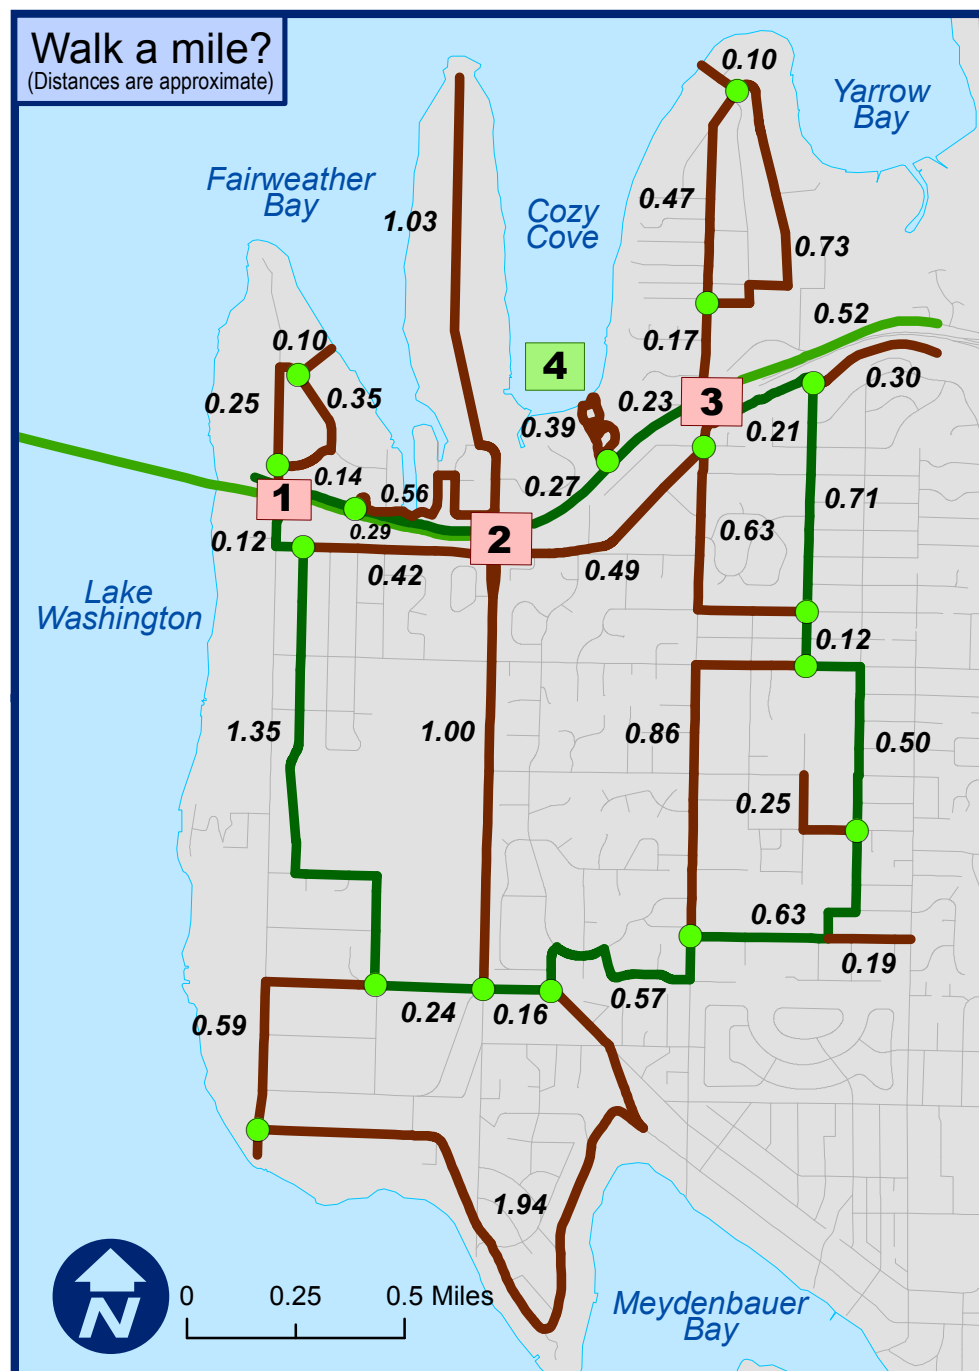 Walk a mile?
(Distances are approximate)
0.10
Yarrow
Bay
Fairweather
Bay
0.47
1.03
Cozy
Cove
0.73
0.52
0.10
0.17
4
0.30
0.25
0.35
0.23
3
0.39
0.21
0.14
0.56
0.27
1
0.71
0.29
0.63
0.12
2
0.42
0.49
Lake
Washington
0.12
1.35
1.00
0.86
0.50
0.25
0.63
0.19
0.59
0.24
0.16
0.57
1.94
N
0 0.25 0.5 Miles
Meydenbauer
Bay